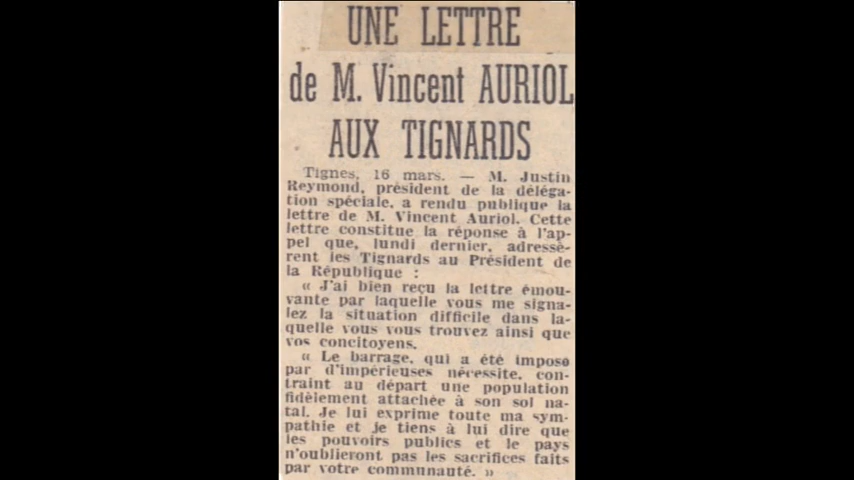 UNE LETTRE
de M. Vincent AURIOL
AUX TIGNARDS
Tignes, 16 mars. — M. Justin
Reymond, président de la déléga-
tion spéciale, a rendu publique la
lettre de M. Vincent Auriol. Cette
lettre constitue la réponse à l'ap-
pel que, lundi dernier, adressè-
rent les Tignards au Président de
la République :
« J'ai bien reçu la lettre émou-
vante par laquelle vous me signa-
lez la situation difficile dans la-
quelle vous vous trouvez ainsi que
vos concitoyens.
« Le barrage, qui a été imposé
par d'impérieuses nécessite, con-
traint au départ une population
fidèlement attachée à son sol na-
tal. Je lui exprime toute ma sym-
pathie et je tiens à lui dire que
les pouvoirs publics et le pays
n'oublieront pas les sacrifices faits
par votre communauté. »